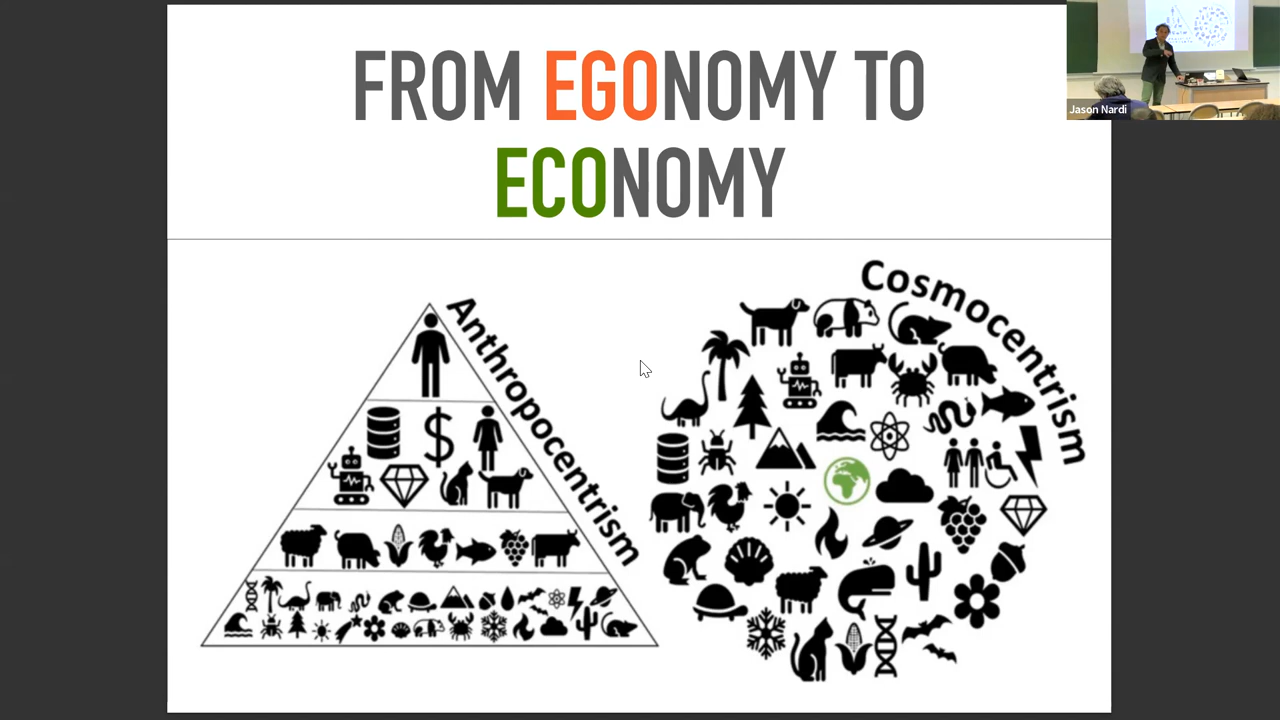 FROM EGONOMY TO
ECONOMY
Jason Nardi
Anthropocentrism
Cosmocentrism
$